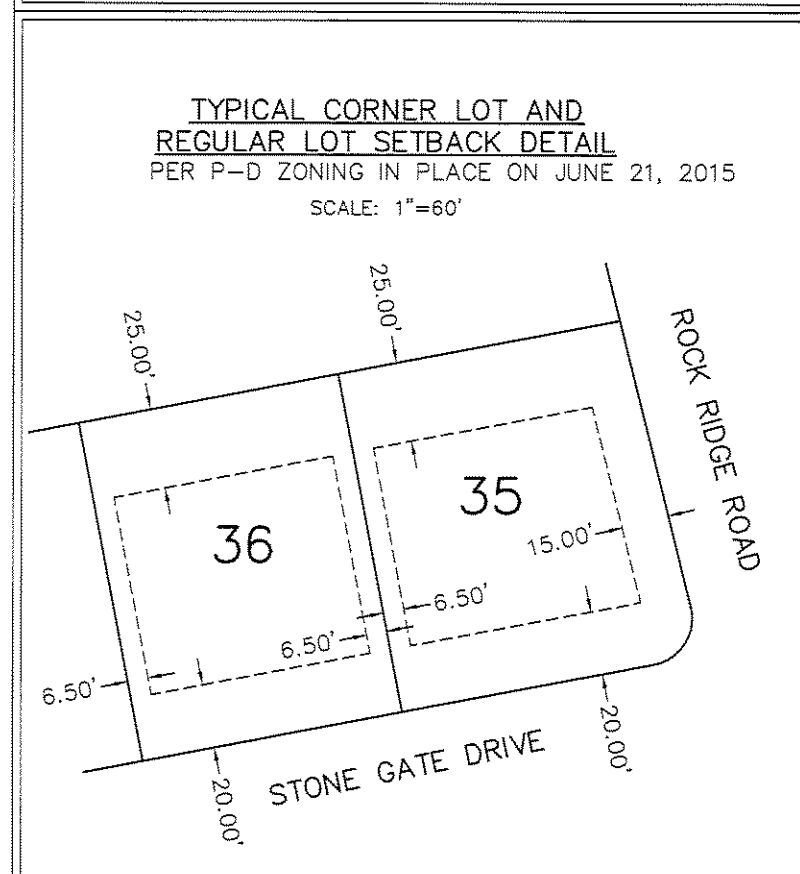 TYPICAL CORNER LOT AND
REGULAR LOT SETBACK DETAIL
PER P-D ZONING IN PLACE ON JUNE 21, 2015
SCALE: 1"=60'
25.00'
25.00'
ROCK RIDGE ROAD
36
35
15.00'
6.50'
6.50'
6.50'
20.00'
STONE GATE DRIVE
20.00'